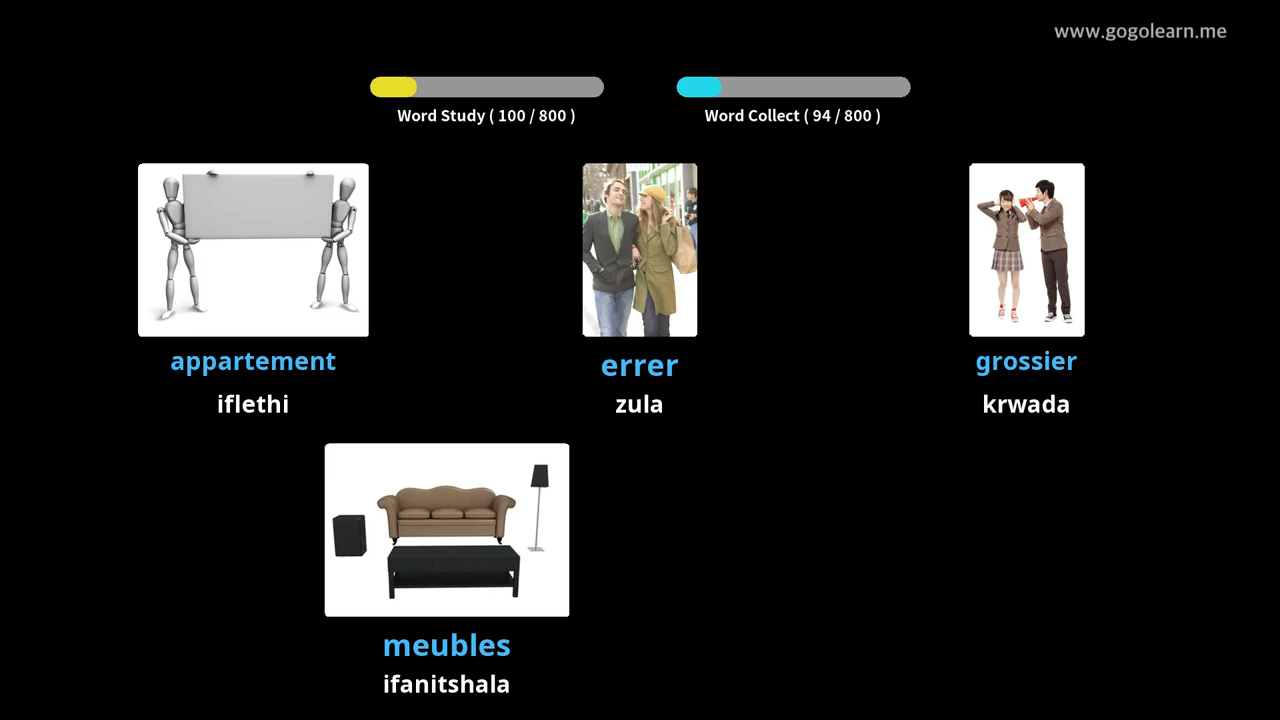 www.gogolearn.me
Word Study ( 100 / 800 )
Word Collect ( 94 / 800 )
appartement
iflethi
errer
zula
grossier
krwada
meubles
ifanitshala